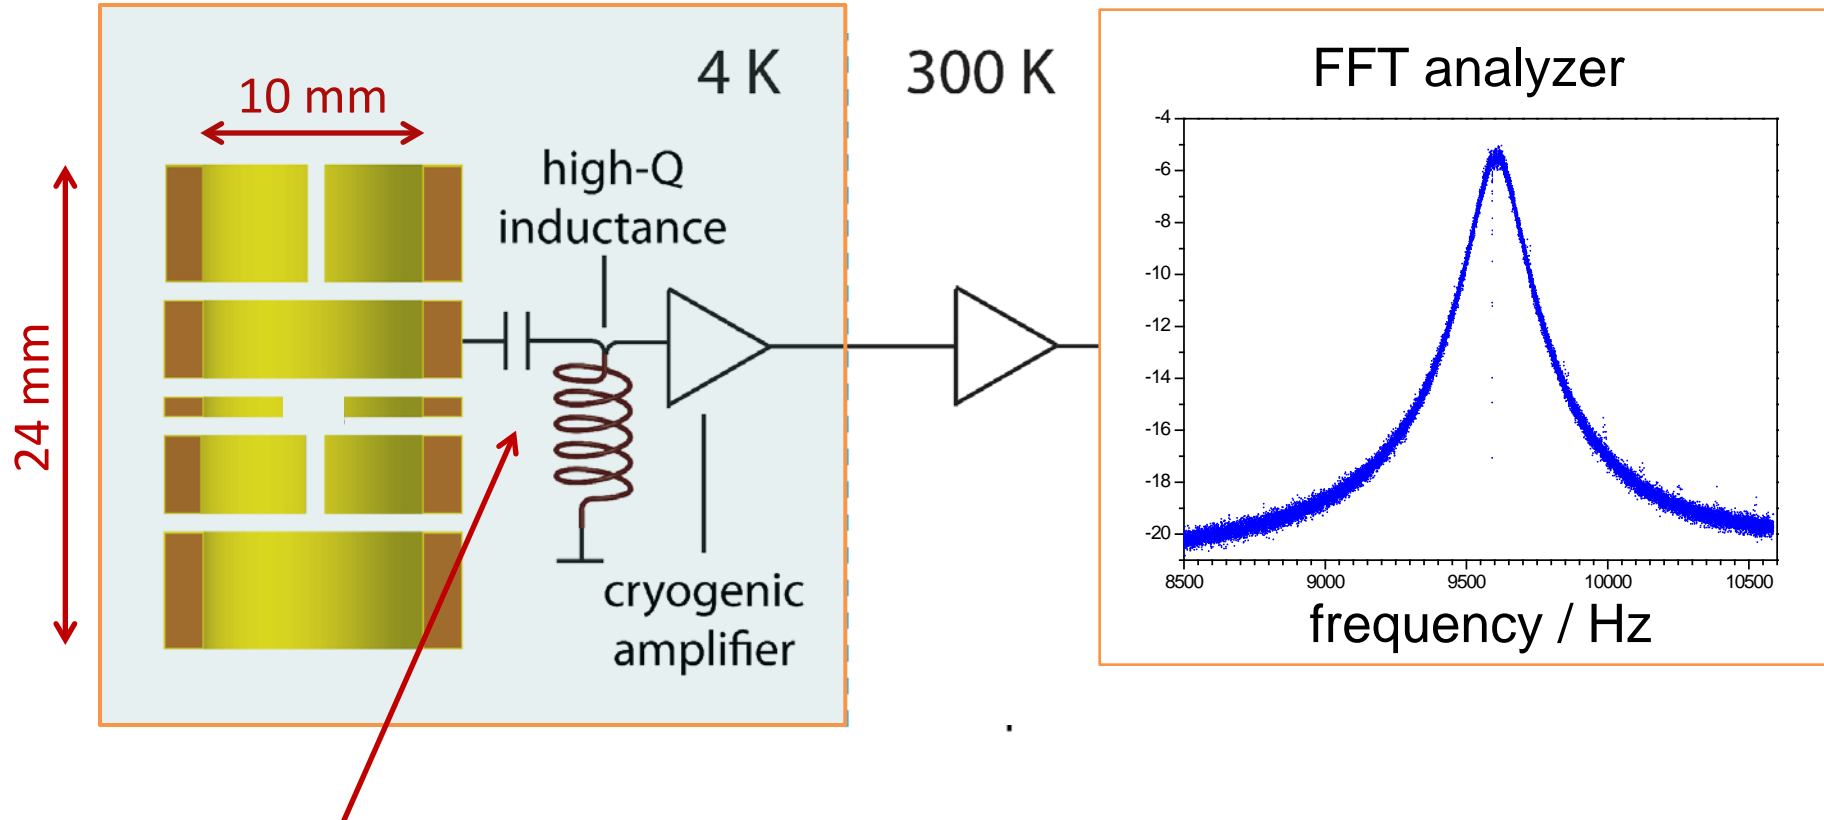 4 K
300 K
FFT analyzer
10 mm
24 mm
high-Q
inductance
cryogenic
amplifier
-4
-6
-8
-10
-12
-14
-16
-18
-20
8500 9000 9500 10000 10500
frequency / Hz
.